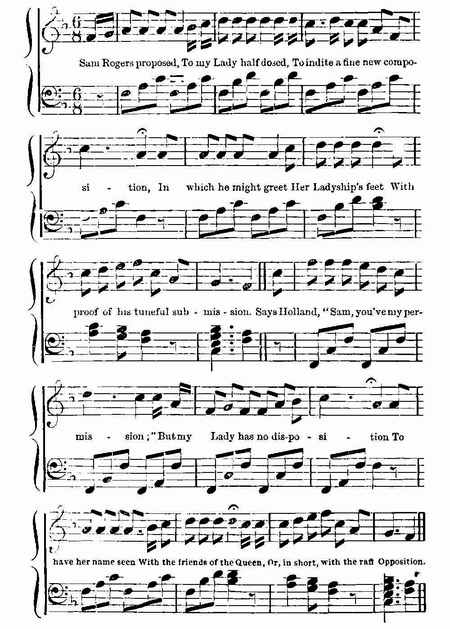 Sam Rogers proposed, To my Lady half dosed, To indite a fine new compo-
si - tion, In which he might greet Her Ladyship's feet With
proof of his tuneful sub - mis - sion. Says Holland, "Sam, you've my per-
mis - sion;" But my Lady has no dis-po - si - tion To
have her name seen With the friends of the Queen, Or, in short, with the raff Opposition.